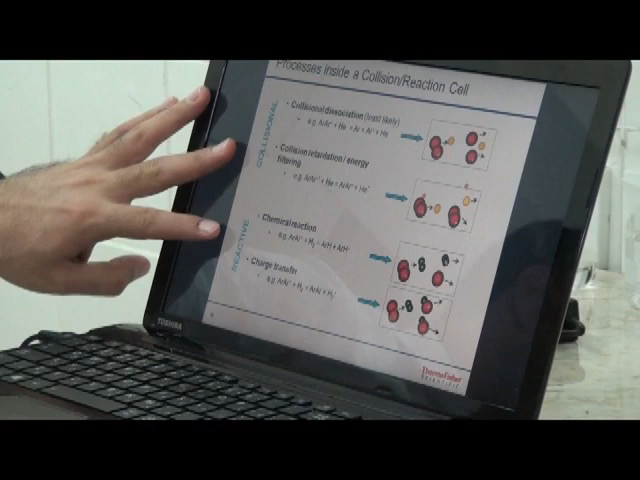 Processes Inside a Collision/Reaction Cell
COLLISIONAL
• Collisional dissociation (least likely)
• e.g. ArAr⁺ + He = Ar + Ar⁺ + He
• Collision retardation / energy
filtering
• e.g. ArAr⁺ + He = ArAr⁺ + He*
REACTIVE
• Chemical reaction
• e.g. ArAr⁺ + H₂ = ArH + ArH⁺
• Charge transfer
• e.g. ArAr⁺ + H₂ = ArAr + H₂⁺
ThermoFisher
SCIENTIFIC
TOSHIBA